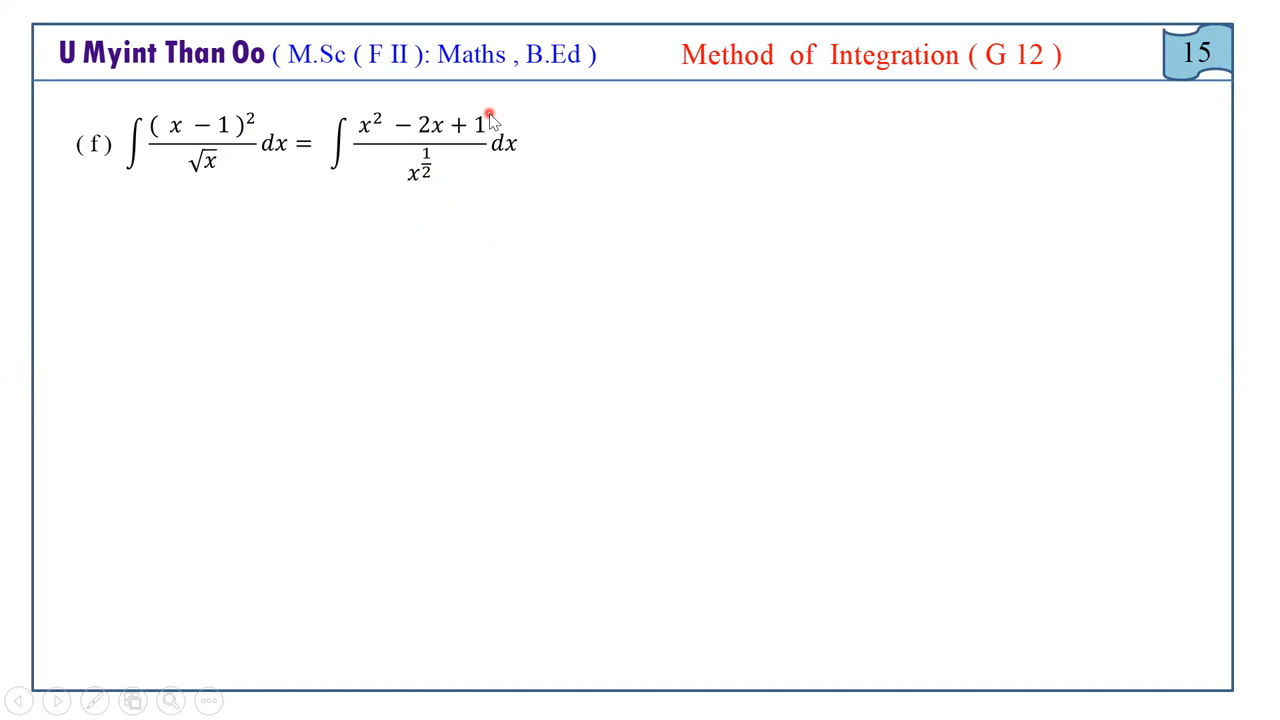 U Myint Than Oo ( M.Sc ( F II ): Maths , B.Ed ) Method of Integration ( G 12 ) 15
( f ) ∫ ( x − 1 )² / √x dx = ∫ x² − 2x + 1 / x^(1/2) dx